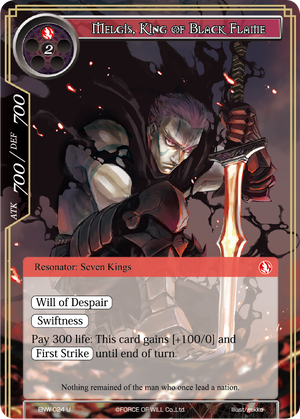 Melgis, King of Black Flame
2
ATK 700 / DEF 700
Resonator: Seven Kings
Will of Despair
Swiftness
Pay 300 life: This card gains [+100/0] and
First Strike until end of turn.
Nothing remained of the man who once lead a nation.
ENW-024 U ©FORCE OF WILL Co.,Ltd. Illust.